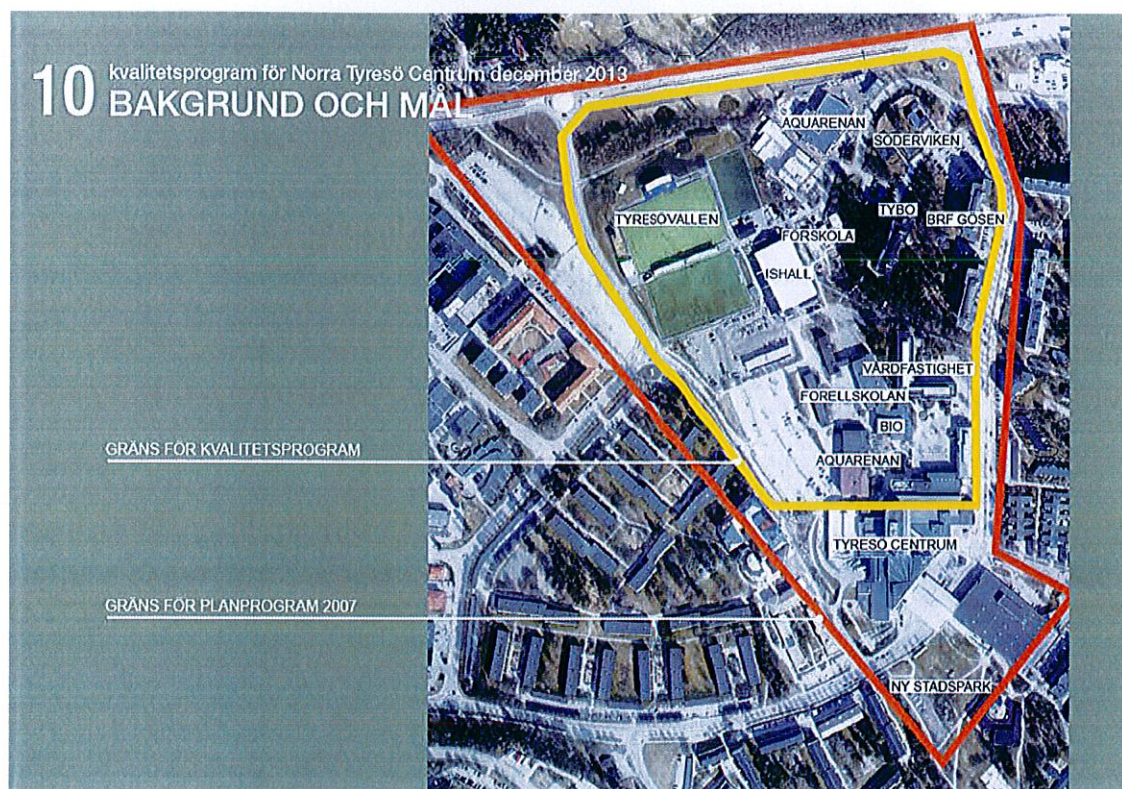 10 kvalitetsprogram för Norra Tyresö Centrum december 2013
BAKGRUND OCH MÅL
AQUARENAN
SÖDERVIKEN
TYRESÖVALLEN
TYBO
BRF GÖSEN
FÖRSKOLA
ISHALL
VÅRDFASTIGHET
FORELLSKOLAN
BIO
GRÄNS FÖR KVALITETSPROGRAM
AQUARENAN
TYRESÖ CENTRUM
GRÄNS FÖR PLANPROGRAM 2007
NY STADSPARK